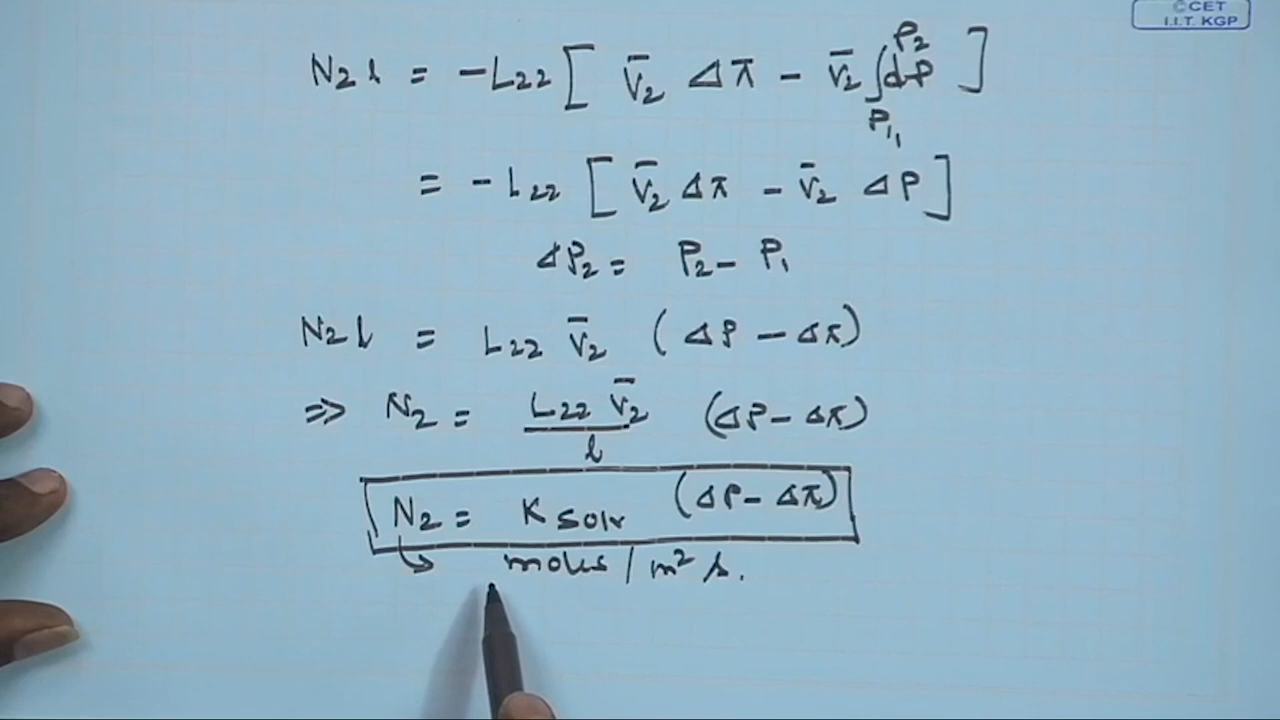 ©CET
I.I.T. KGP
N₂ l = -L₂₂ [ V̄₂ Δπ - V̄₂ ∫_{P₁,}^{P₂} dP ]
= -L₂₂ [ V̄₂ Δπ - V̄₂ ΔP ]
ΔP₂ = P₂ - P₁
N₂ l = L₂₂ V̄₂ (ΔP - Δπ)
⇒ N₂ = L₂₂ V̄₂ / l (ΔP - Δπ)
N₂ = K solv (ΔP - Δπ)
↳ moles / m² s.